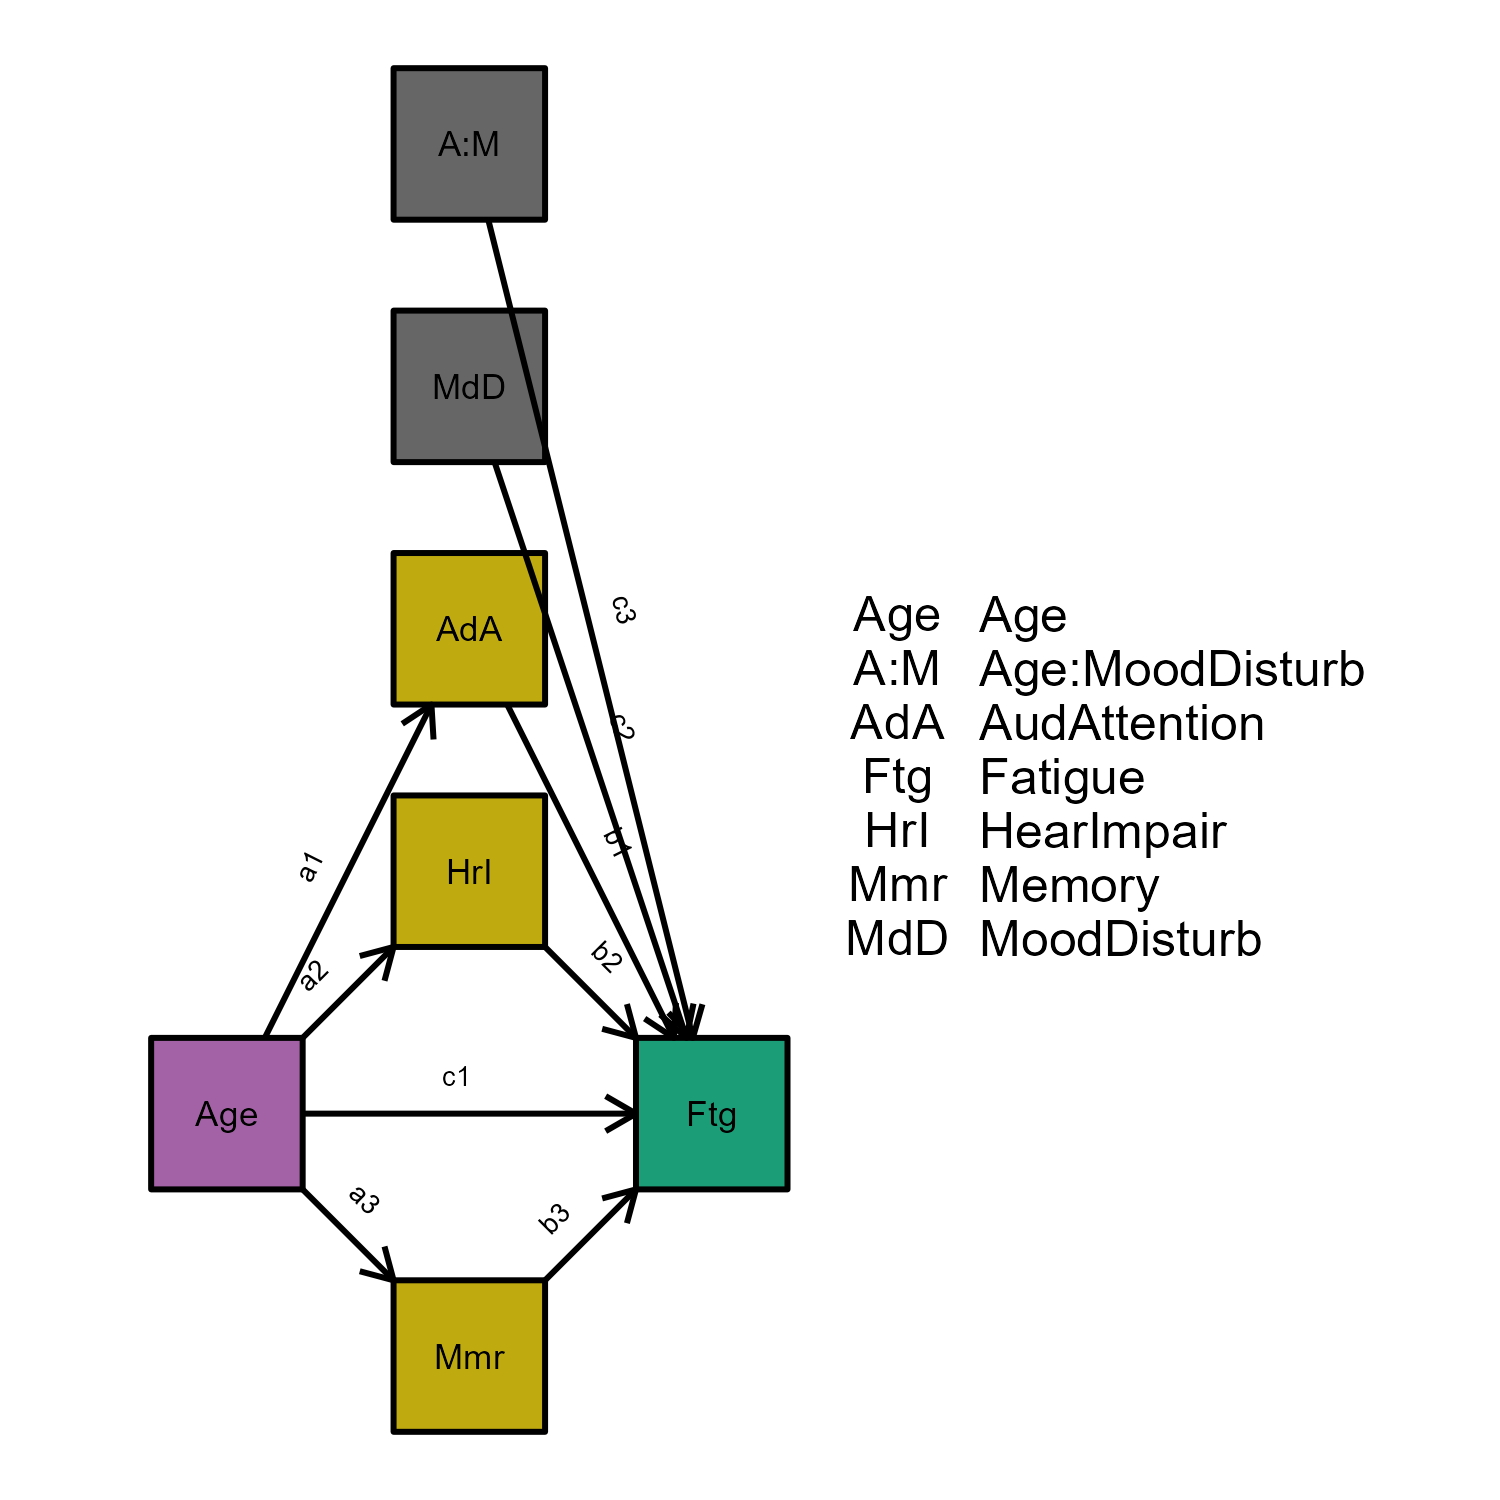 A:M
MdD
c3
AdA
c2
b1
a1
HrI
b2
a2
c1
Age
Ftg
a3
b3
Mmr
Age Age
A:M Age:MoodDisturb
AdA AudAttention
Ftg Fatigue
HrI HearImpair
Mmr Memory
MdD MoodDisturb